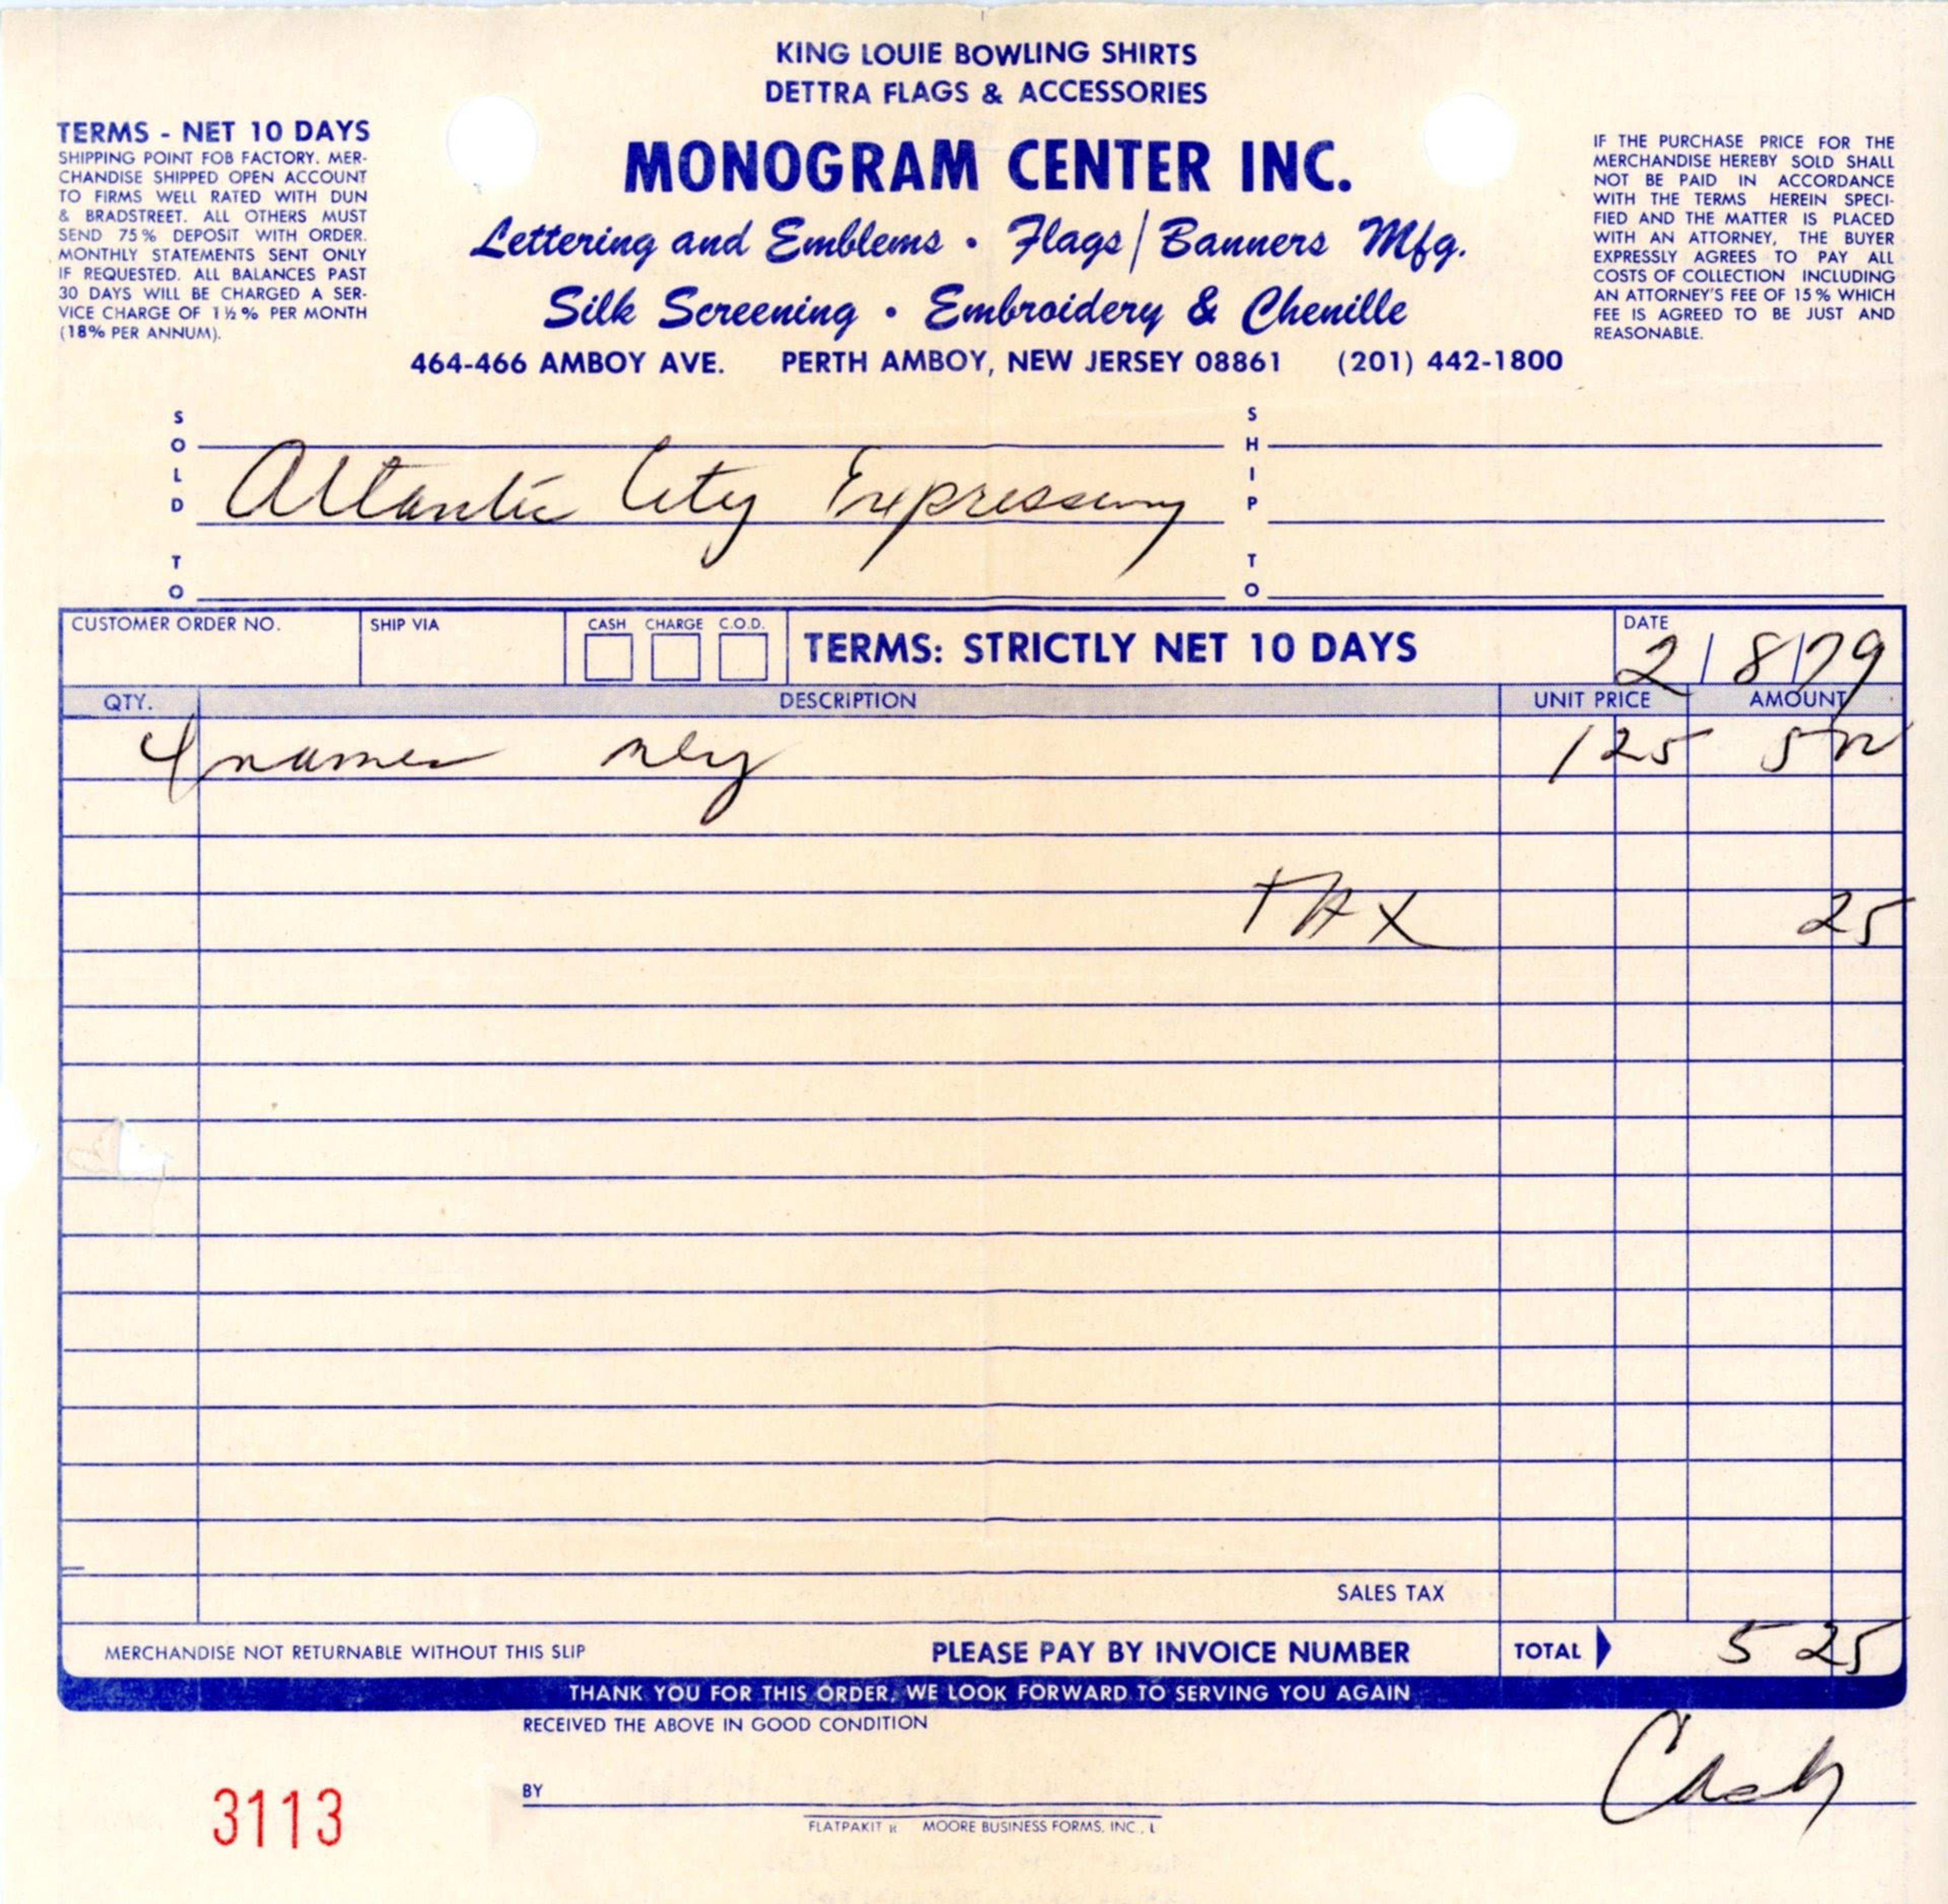 KING LOUIE BOWLING SHIRTS
DETTRA FLAGS & ACCESSORIES
MONOGRAM CENTER INC.
Lettering and Emblems • Flags/Banners Mfg.
Silk Screening • Embroidery & Chenille
464-466 AMBOY AVE. PERTH AMBOY, NEW JERSEY 08861 (201) 442-1800
TERMS - NET 10 DAYS
SHIPPING POINT FOB FACTORY. MER-
CHANDISE SHIPPED OPEN ACCOUNT
TO FIRMS WELL RATED WITH DUN
& BRADSTREET. ALL OTHERS MUST
SEND 75% DEPOSIT WITH ORDER.
MONTHLY STATEMENTS SENT ONLY
IF REQUESTED. ALL BALANCES PAST
30 DAYS WILL BE CHARGED A SER-
VICE CHARGE OF 1½% PER MONTH
(18% PER ANNUM).
IF THE PURCHASE PRICE FOR THE
MERCHANDISE HEREBY SOLD SHALL
NOT BE PAID IN ACCORDANCE
WITH THE TERMS HEREIN SPECI-
FIED AND THE MATTER IS PLACED
WITH AN ATTORNEY, THE BUYER
EXPRESSLY AGREES TO PAY ALL
COSTS OF COLLECTION INCLUDING
AN ATTORNEY'S FEE OF 15% WHICH
FEE IS AGREED TO BE JUST AND
REASONABLE.
SOLD TO Atlantic City Expressway
SHIP TO
CUSTOMER ORDER NO. SHIP VIA CASH CHARGE C.O.D. TERMS: STRICTLY NET 10 DAYS DATE 2/8/79
QTY. DESCRIPTION UNIT PRICE AMOUNT
4 names 125 5
TAX 25
SALES TAX
MERCHANDISE NOT RETURNABLE WITHOUT THIS SLIP PLEASE PAY BY INVOICE NUMBER TOTAL 5 25
THANK YOU FOR THIS ORDER, WE LOOK FORWARD TO SERVING YOU AGAIN
RECEIVED THE ABOVE IN GOOD CONDITION
Cash
3113 BY
FLATPAKIT MOORE BUSINESS FORMS, INC., L